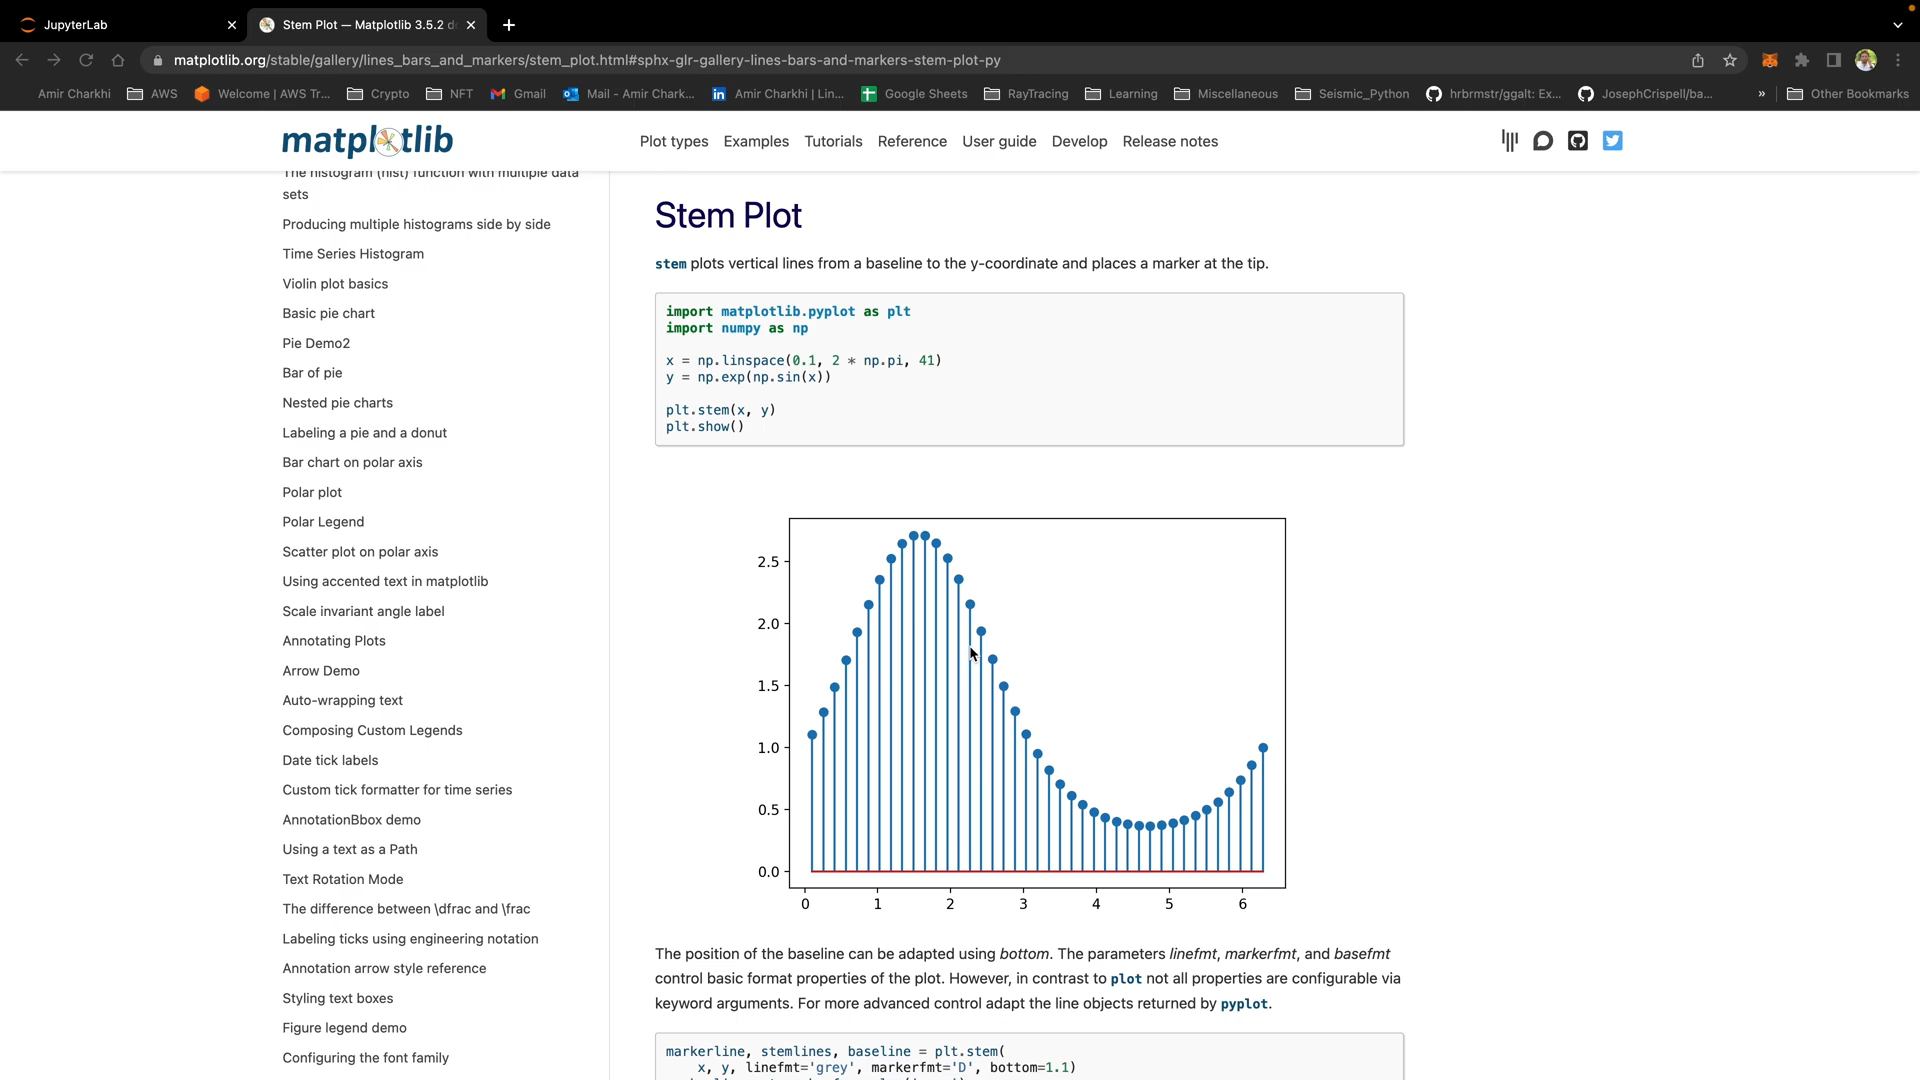 JupyterLab
Stem Plot — Matplotlib 3.5.2 d
matplotlib.org/stable/gallery/lines_bars_and_markers/stem_plot.html#sphx-glr-gallery-lines-bars-and-markers-stem-plot-py
Amir Charkhi AWS Welcome | AWS Tr... Crypto NFT Gmail Mail - Amir Chark... Amir Charkhi | Lin... Google Sheets RayTracing Learning Miscellaneous Seismic_Python hrbrmstr/ggalt: Ex... JosephCrispell/ba... » Other Bookmarks
matplotlib
Plot types Examples Tutorials Reference User guide Develop Release notes
The histogram (hist) function with multiple data
sets
Producing multiple histograms side by side
Time Series Histogram
Violin plot basics
Basic pie chart
Pie Demo2
Bar of pie
Nested pie charts
Labeling a pie and a donut
Bar chart on polar axis
Polar plot
Polar Legend
Scatter plot on polar axis
Using accented text in matplotlib
Scale invariant angle label
Annotating Plots
Arrow Demo
Auto-wrapping text
Composing Custom Legends
Date tick labels
Custom tick formatter for time series
AnnotationBbox demo
Using a text as a Path
Text Rotation Mode
The difference between \dfrac and \frac
Labeling ticks using engineering notation
Annotation arrow style reference
Styling text boxes
Figure legend demo
Configuring the font family
Stem Plot
stem plots vertical lines from a baseline to the y-coordinate and places a marker at the tip.
import matplotlib.pyplot as plt
import numpy as np
x = np.linspace(0.1, 2 * np.pi, 41)
y = np.exp(np.sin(x))
plt.stem(x, y)
plt.show()
2.5
2.0
1.5
1.0
0.5
0.0
0 1 2 3 4 5 6
The position of the baseline can be adapted using bottom. The parameters linefmt, markerfmt, and basefmt
control basic format properties of the plot. However, in contrast to plot not all properties are configurable via
keyword arguments. For more advanced control adapt the line objects returned by pyplot.
markerline, stemlines, baseline = plt.stem(
x, y, linefmt='grey', markerfmt='D', bottom=1.1)